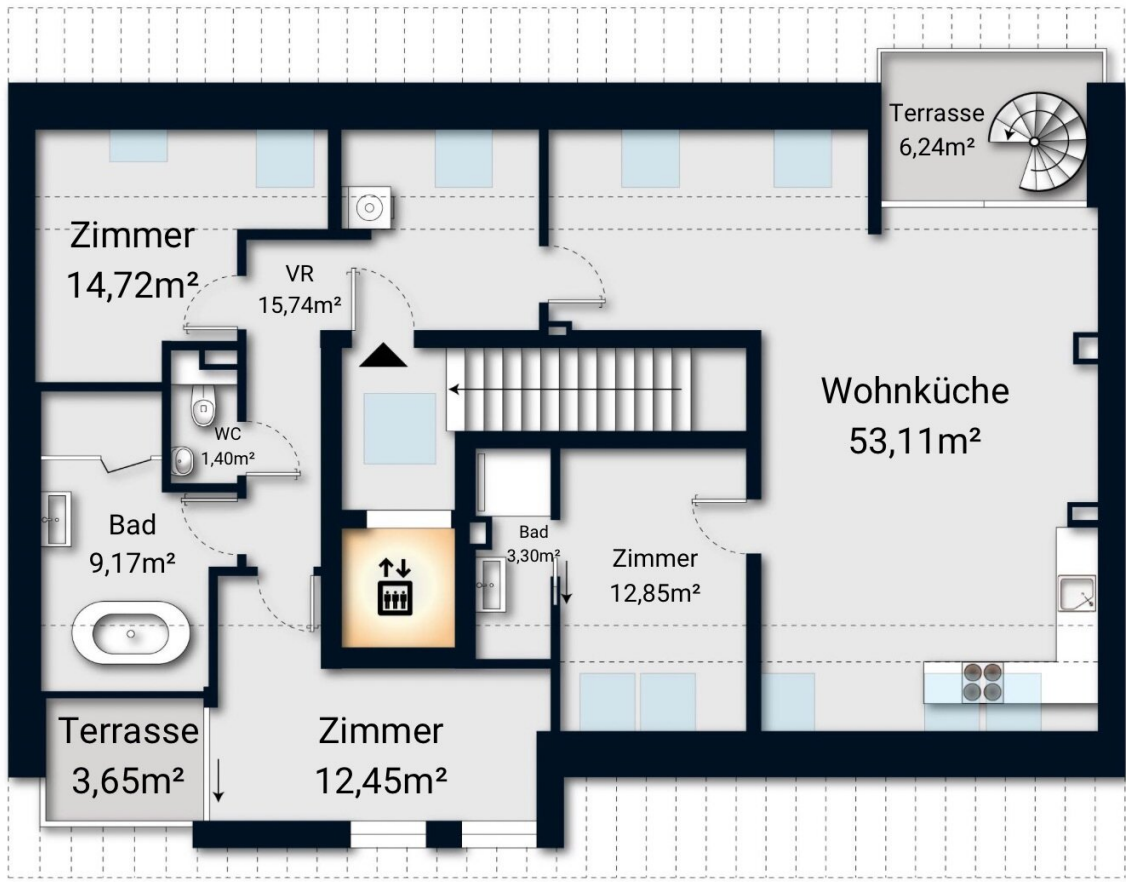 Terrasse
6,24m²
Zimmer
14,72m²
VR
15,74m²
Wohnküche
53,11m²
WC
1,40m²
Bad
9,17m²
Bad
3,30m²
Zimmer
12,85m²
Terrasse
3,65m²
Zimmer
12,45m²